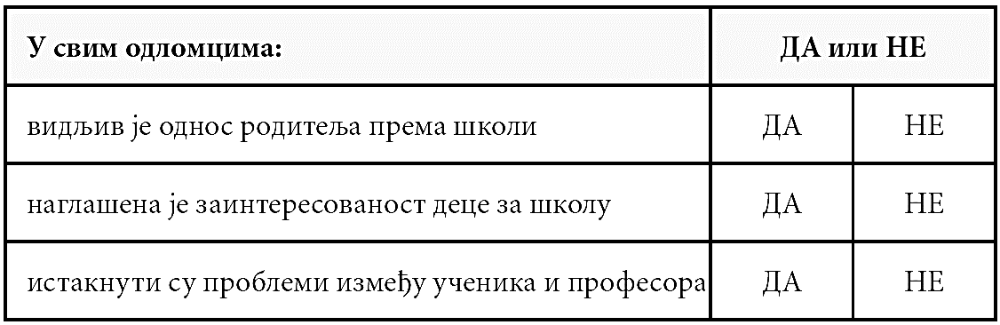 У свим одломцима: ДА или НЕ
видљив је однос родитеља према школи ДА НЕ
наглашена је заинтересованост деце за школу ДА НЕ
истакнути су проблеми између ученика и професора ДА НЕ